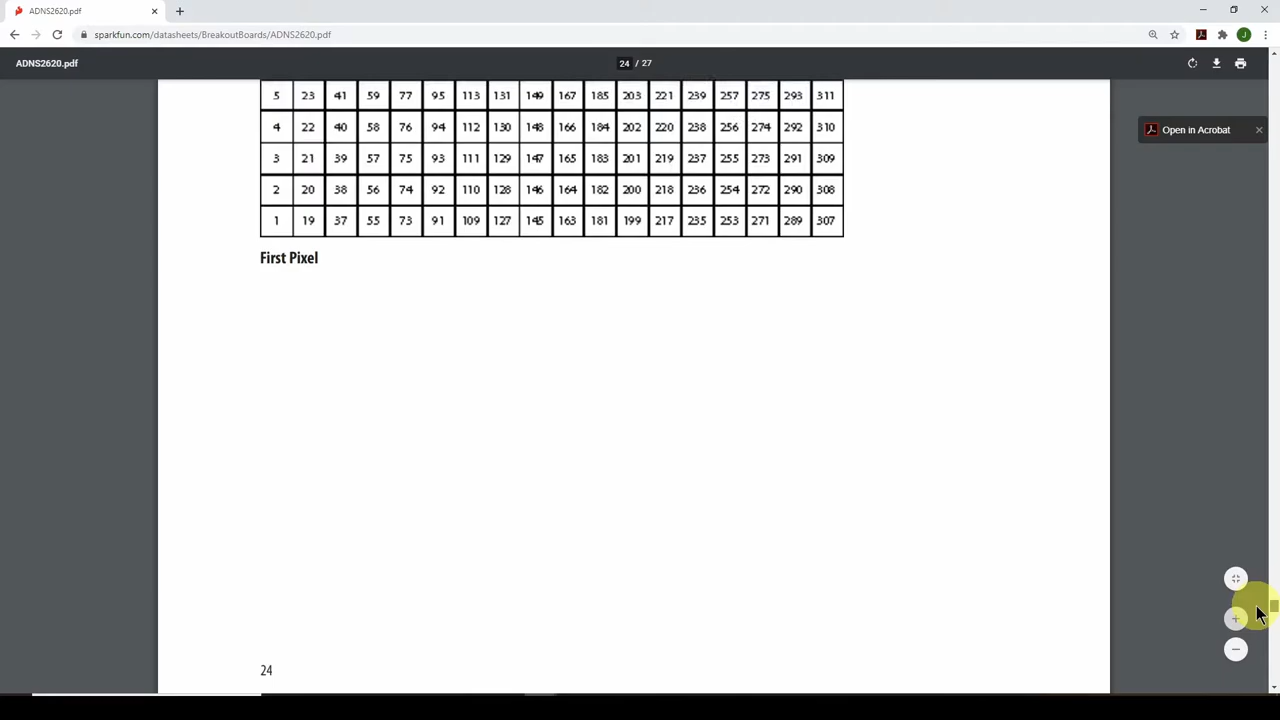 ADNS2620.pdf
sparkfun.com/datasheets/BreakoutBoards/ADNS2620.pdf
J
ADNS2620.pdf
24 / 27
Open in Acrobat
5 23 41 59 77 95 113 131 149 167 185 203 221 239 257 275 293 311
4 22 40 58 76 94 112 130 148 166 184 202 220 238 256 274 292 310
3 21 39 57 75 93 111 129 147 165 183 201 219 237 255 273 291 309
2 20 38 56 74 92 110 128 146 164 182 200 218 236 254 272 290 308
1 19 37 55 73 91 109 127 145 163 181 199 217 235 253 271 289 307
First Pixel
24